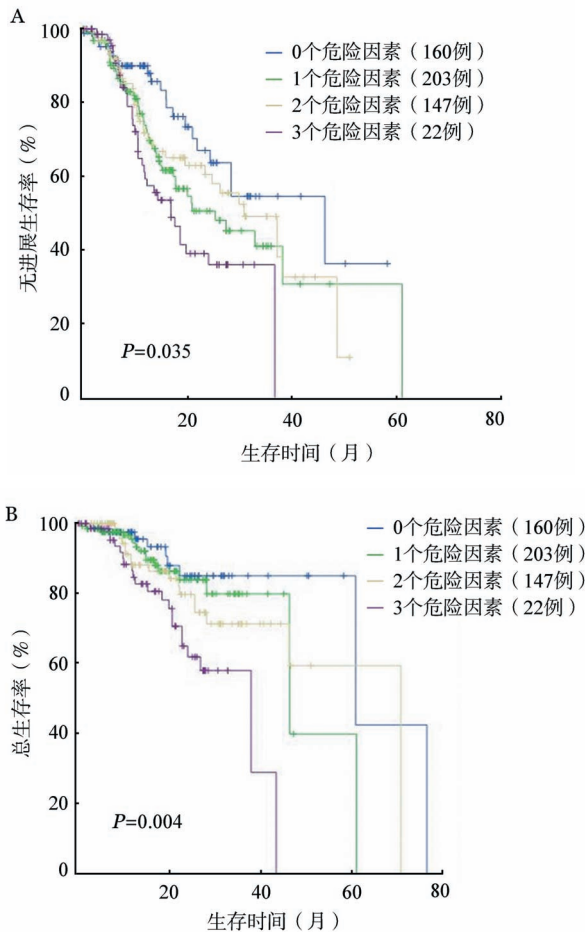 A
100
80
60
40
20
0
无进展生存率(%)
0个危险因素(160例)
1个危险因素(203例)
2个危险因素(147例)
3个危险因素(22例)
P=0.035
20 40 60 80
生存时间(月)
B
100
80
60
40
80
0
总生存率(%)
0个危险因素(160例)
1个危险因素(203例)
2个危险因素(147例)
3个危险因素(22例)
P=0.004
20 40 60 80
生存时间(月)